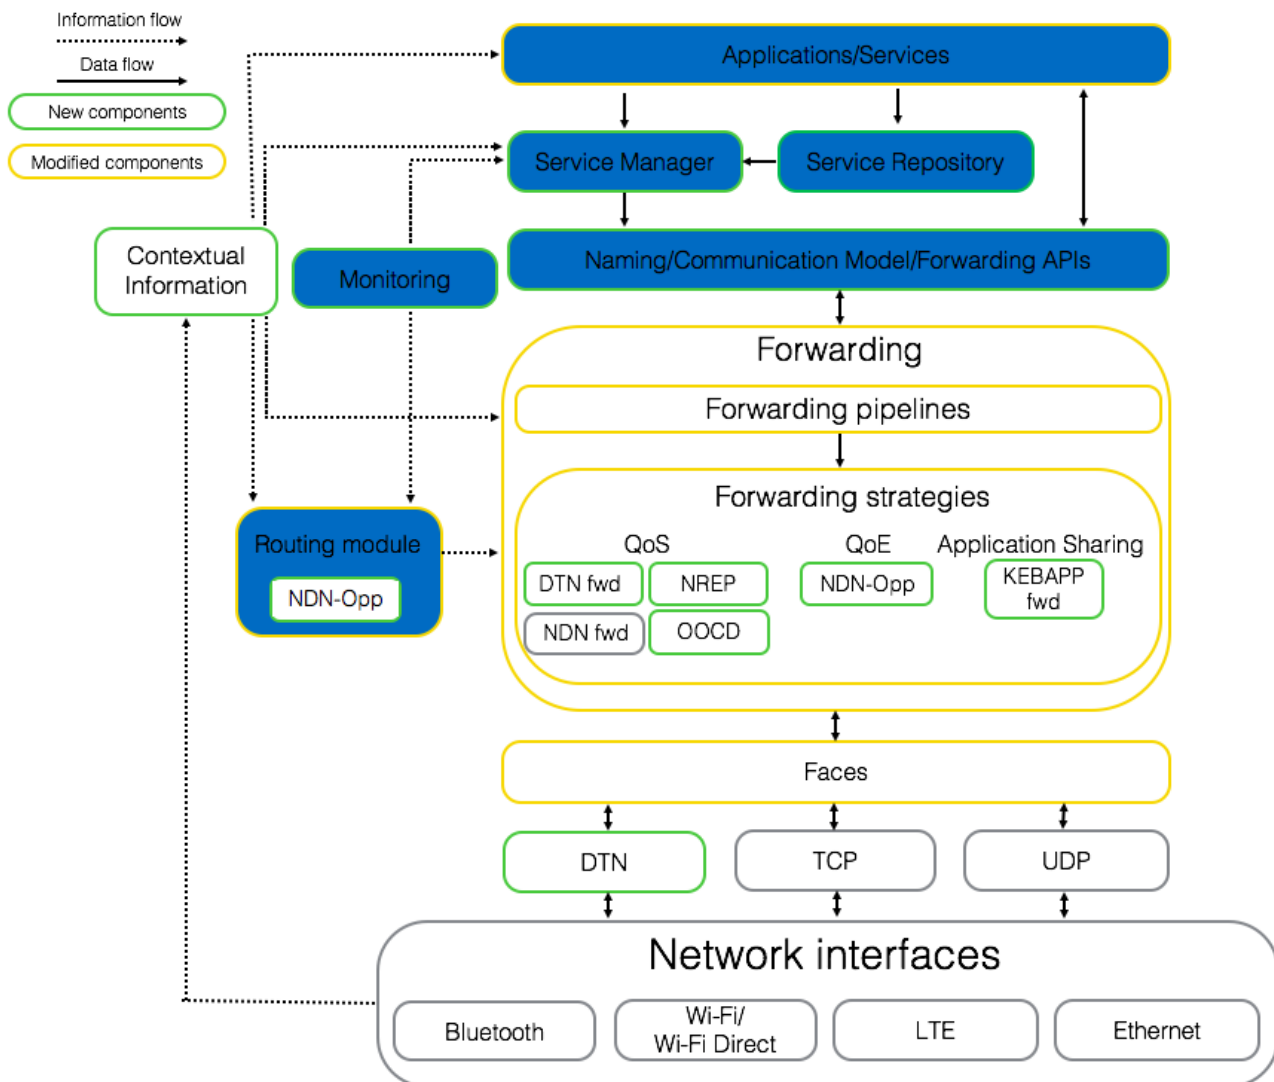 Information flow
Data flow
New components
Modified components
Applications/Services
Service Manager
Service Repository
Contextual
Information
Monitoring
Naming/Communication Model/Forwarding APIs
Forwarding
Forwarding pipelines
Forwarding strategies
Routing module
NDN-Opp
QoS
QoE
Application Sharing
DTN fwd
NREP
NDN-Opp
KEBAPP
fwd
NDN fwd
OOCD
Faces
DTN
TCP
UDP
Network interfaces
Bluetooth
Wi-Fi/
Wi-Fi Direct
LTE
Ethernet